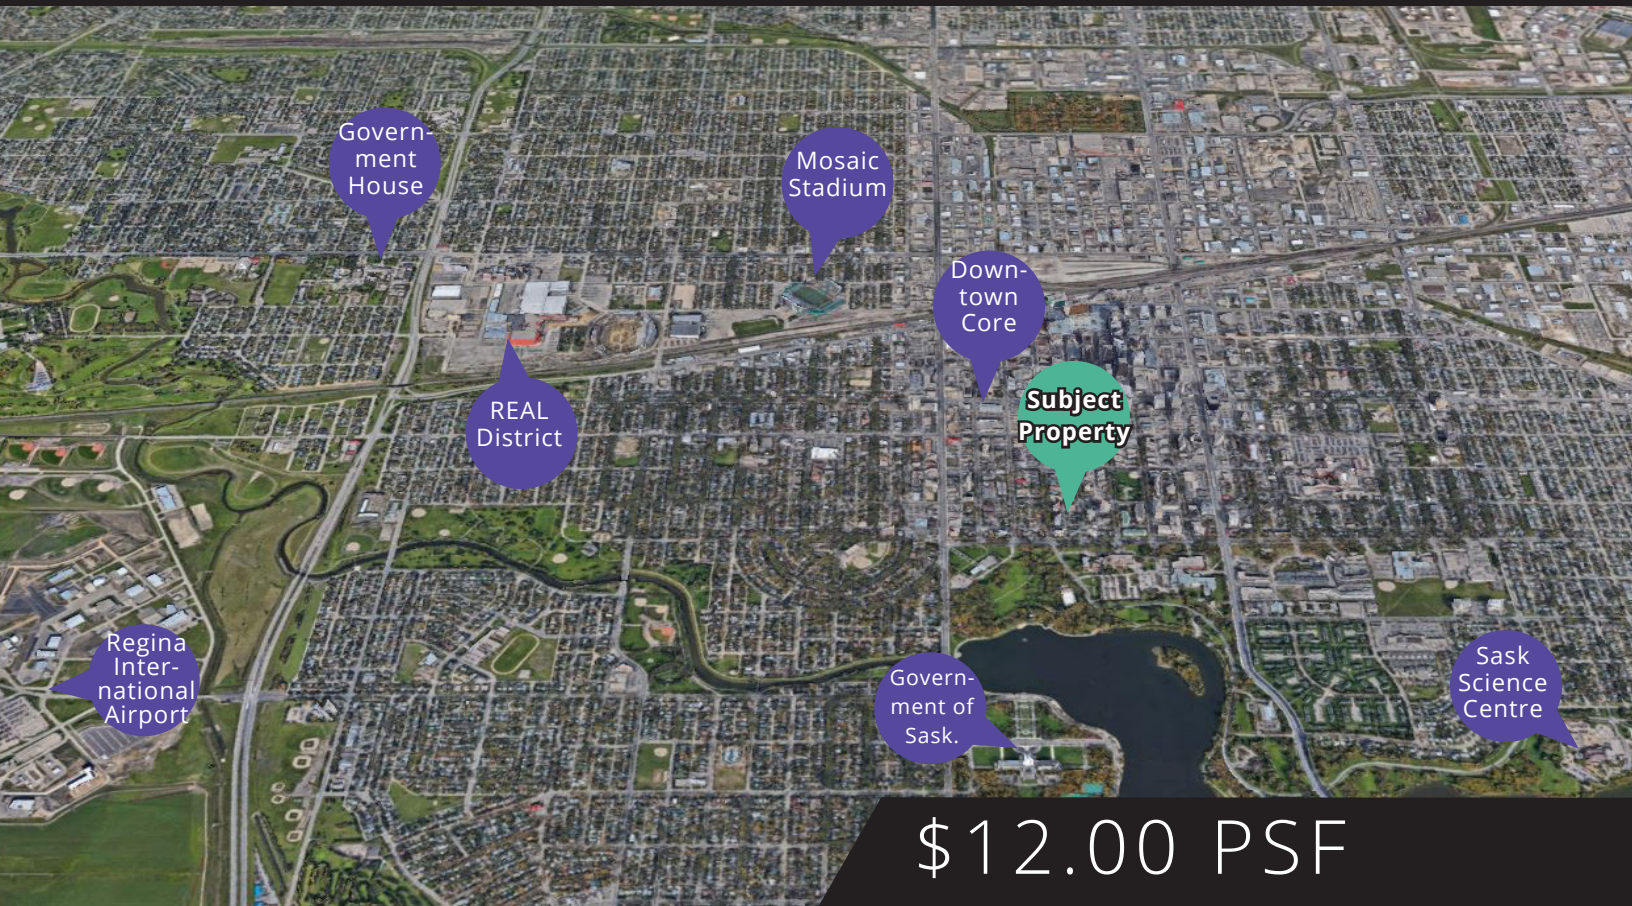 Govern-
ment
House
Mosaic
Stadium
Down-
town
Core
Subject
Property
REAL
District
Regina
Inter-
national
Airport
Govern-
ment of
Sask.
Sask
Science
Centre
$12.00 PSF